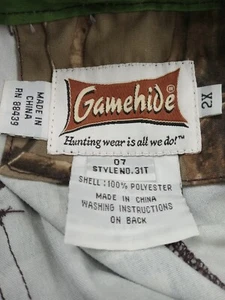 MADE IN
CHINA
RN 88439
Gamehide®
Hunting wear is all we do!™
2X
07
STYLE NO. 31T
SHELL: 100% POLYESTER
MADE IN CHINA
WASHING INSTRUCTIONS
ON BACK